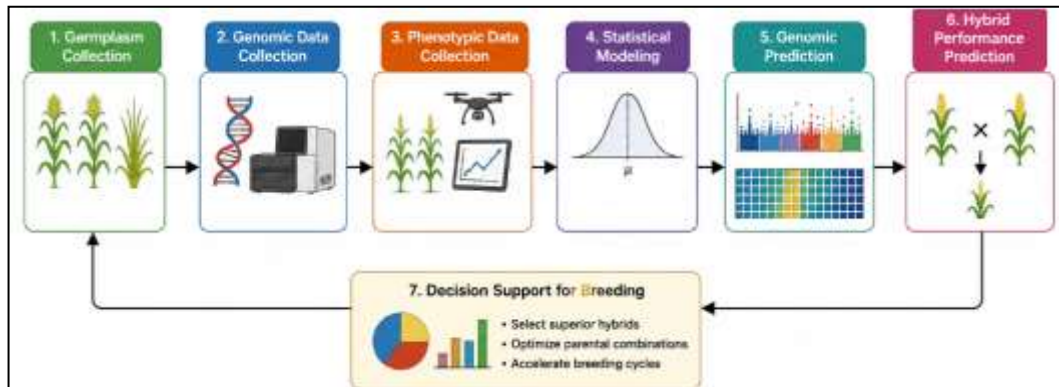 1. Germplasm
Collection
2. Genomic Data
Collection
3. Phenotypic Data
Collection
4. Statistical
Modeling
5. Genomic
Prediction
6. Hybrid
Performance
Prediction
×
7. Decision Support for Breeding
• Select superior hybrids
• Optimize parental combinations
• Accelerate breeding cycles